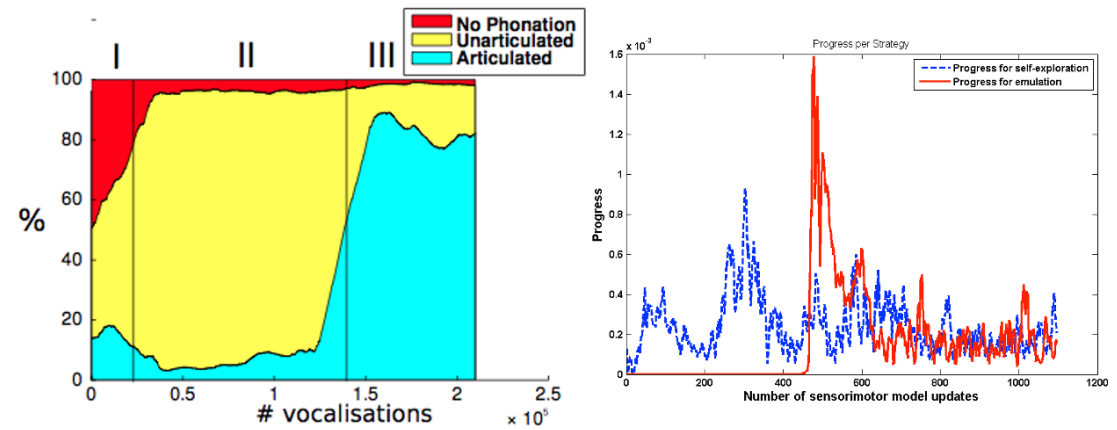 No Phonation
Unarticulated
Articulated
I II III
100
80
60
40
20
0
%
0 0.5 1 1.5 2 2.5
# vocalisations × 10⁵
Progress per Strategy
1.6 x 10⁻³
Progress for self-exploration
Progress for emulation
1.4
1.2
1
0.8
0.6
0.4
0.2
0
Progress
0 200 400 600 800 1000 1200
Number of sensorimotor model updates